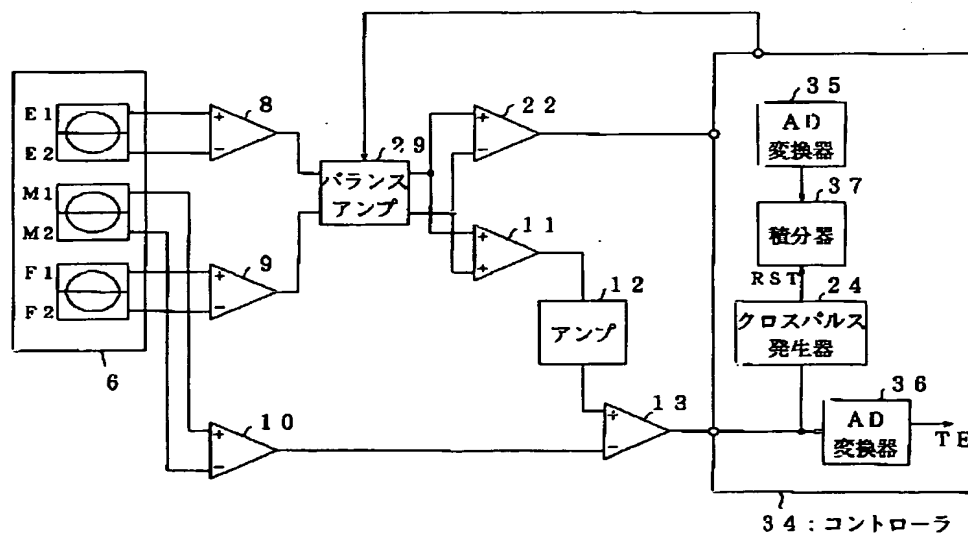 35
AD
変換器
37
積分器
RST
24
クロスパルス
発生器
36
AD
変換器
TE
34:コントローラ
E1
E2
M1
M2
F1
F2
6
8
+
-
9
+
-
10
+
-
29
バランス
アンプ
22
+
-
11
+
+
12
アンプ
13
+
-